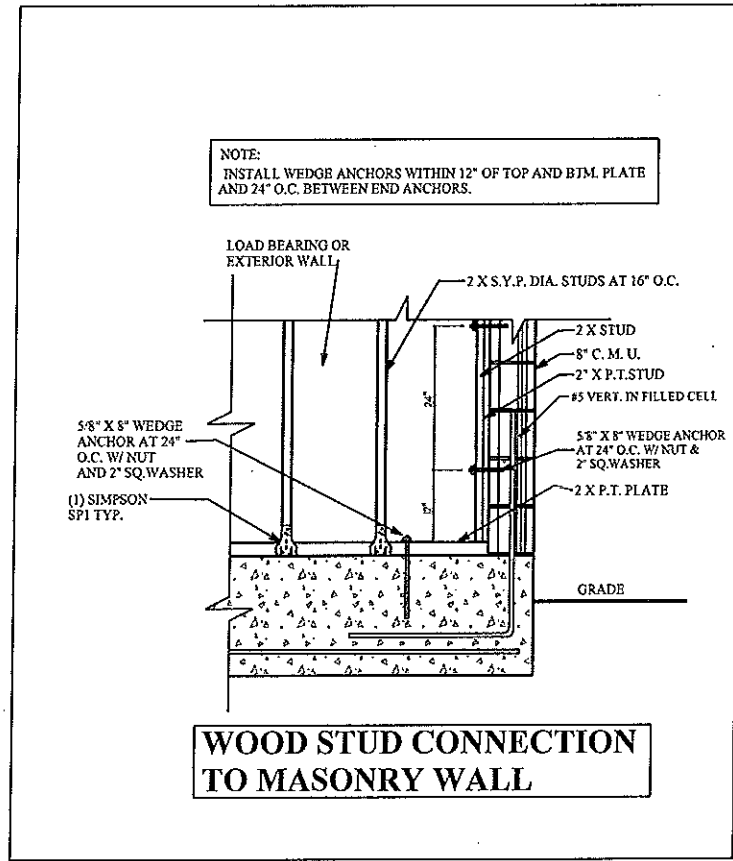 NOTE:
INSTALL WEDGE ANCHORS WITHIN 12" OF TOP AND BTM. PLATE
AND 24" O.C. BETWEEN END ANCHORS.
LOAD BEARING OR
EXTERIOR WALL
2 X S.Y.P. DIA. STUDS AT 16" O.C.
2 X STUD
8" C. M. U.
2" X P.T.STUD
#5 VERT. IN FILLED CELL
5/8" X 8" WEDGE ANCHOR
AT 24" O.C. W/ NUT &
2" SQ.WASHER
2 X P.T. PLATE
24"
12"
5/8" X 8" WEDGE
ANCHOR AT 24"
O.C. W/ NUT
AND 2" SQ.WASHER
(1) SIMPSON
SP1 TYP.
GRADE
WOOD STUD CONNECTION
TO MASONRY WALL